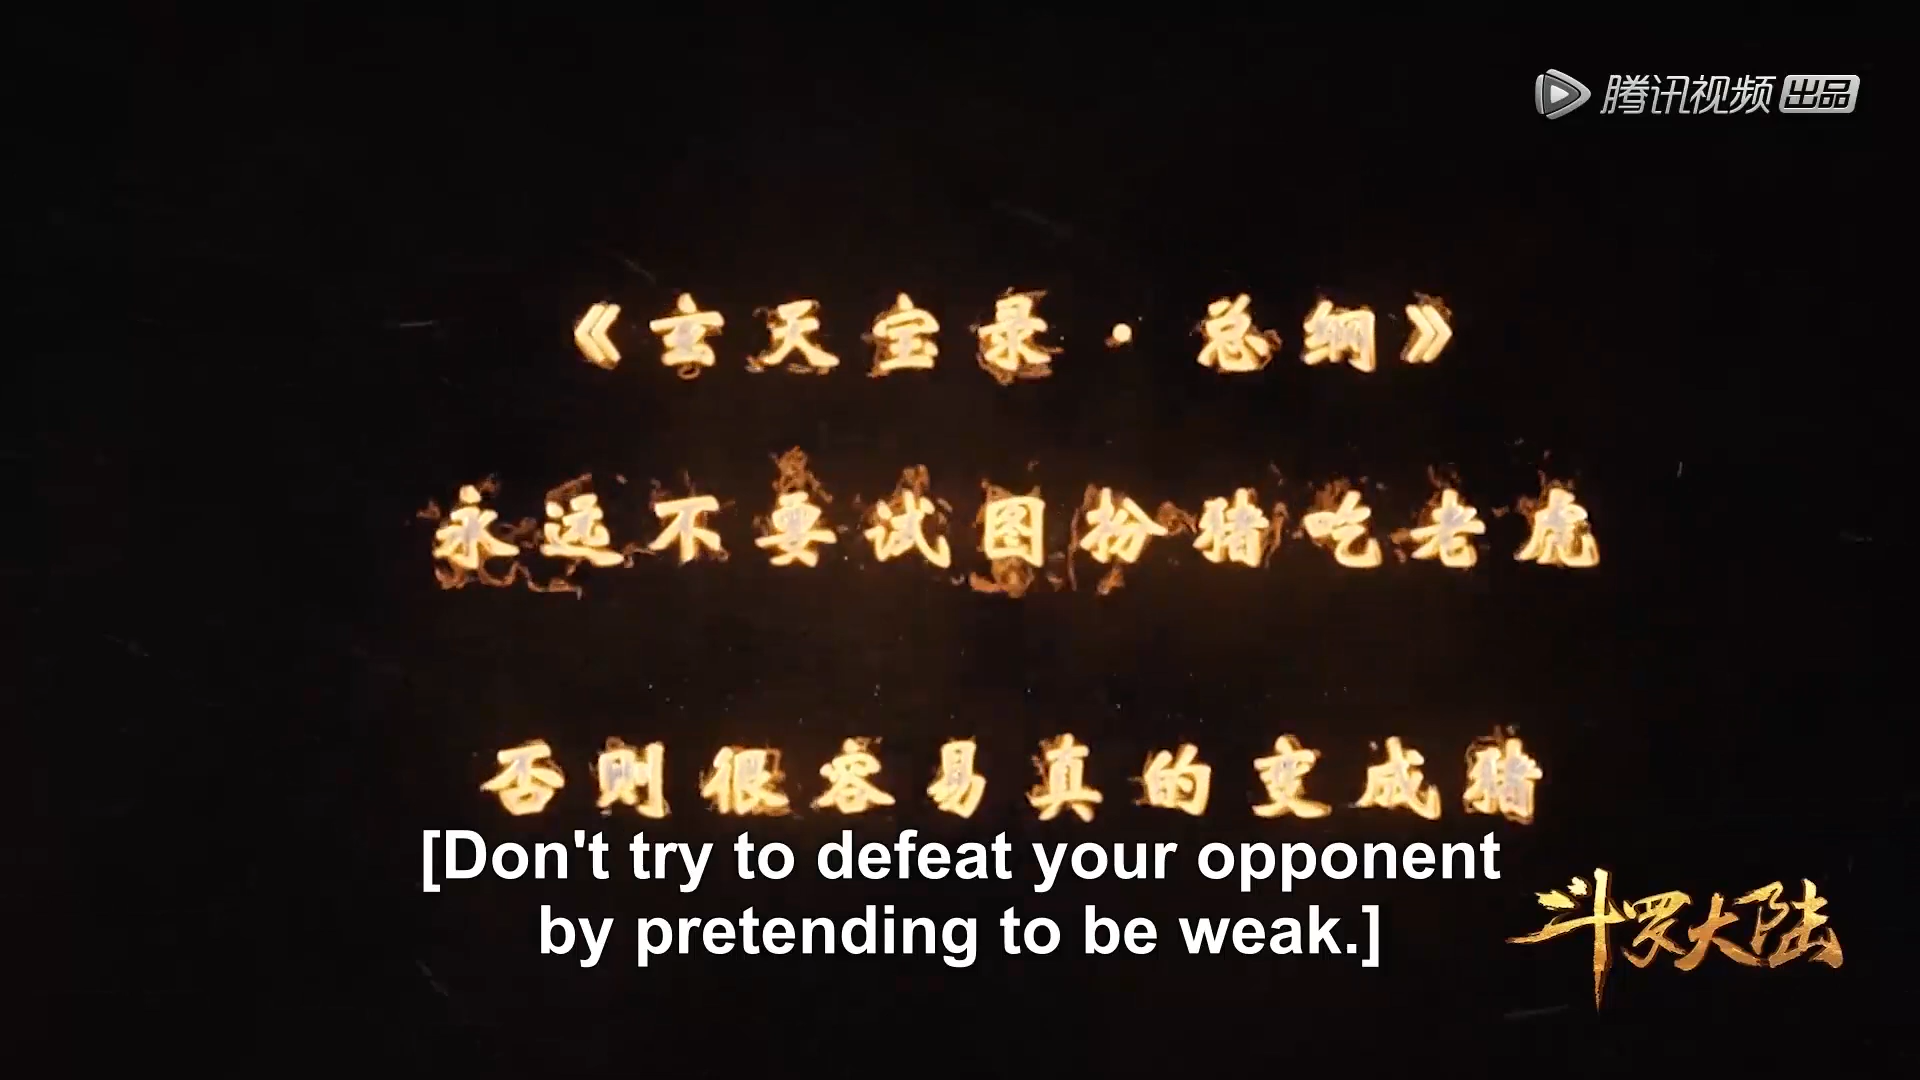 腾讯视频 出品
《玄天宝录·总纲》
永远不要试图扮猪吃老虎
否则很容易真的变成猪
[Don't try to defeat your opponent
by pretending to be weak.]
斗罗大陆